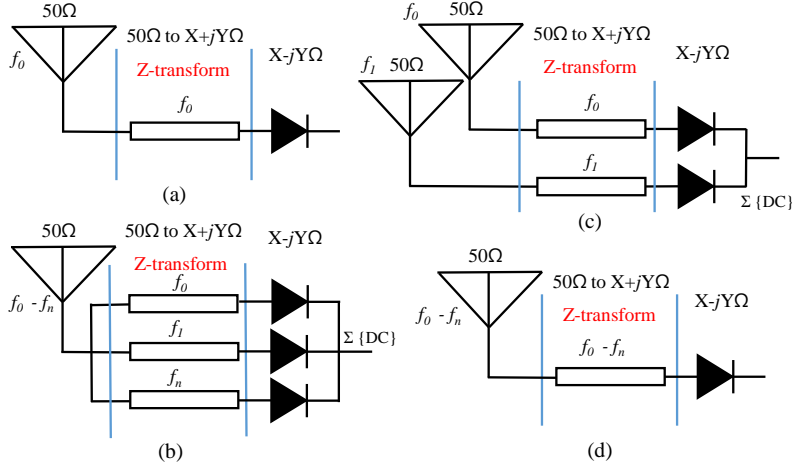 50Ω
50Ω to X+jYΩ
X-jYΩ
Z-transform
f0
f0
(a)
f0
50Ω to X+jYΩ
X-jYΩ
f1
50Ω
Z-transform
f0
f1
Σ {DC}
(c)
50Ω
50Ω to X+jYΩ
X-jYΩ
Z-transform
f0 - fn
f0
f1
fn
Σ {DC}
(b)
50Ω
50Ω to X+jYΩ
X-jYΩ
Z-transform
f0 - fn
f0 - fn
(d)